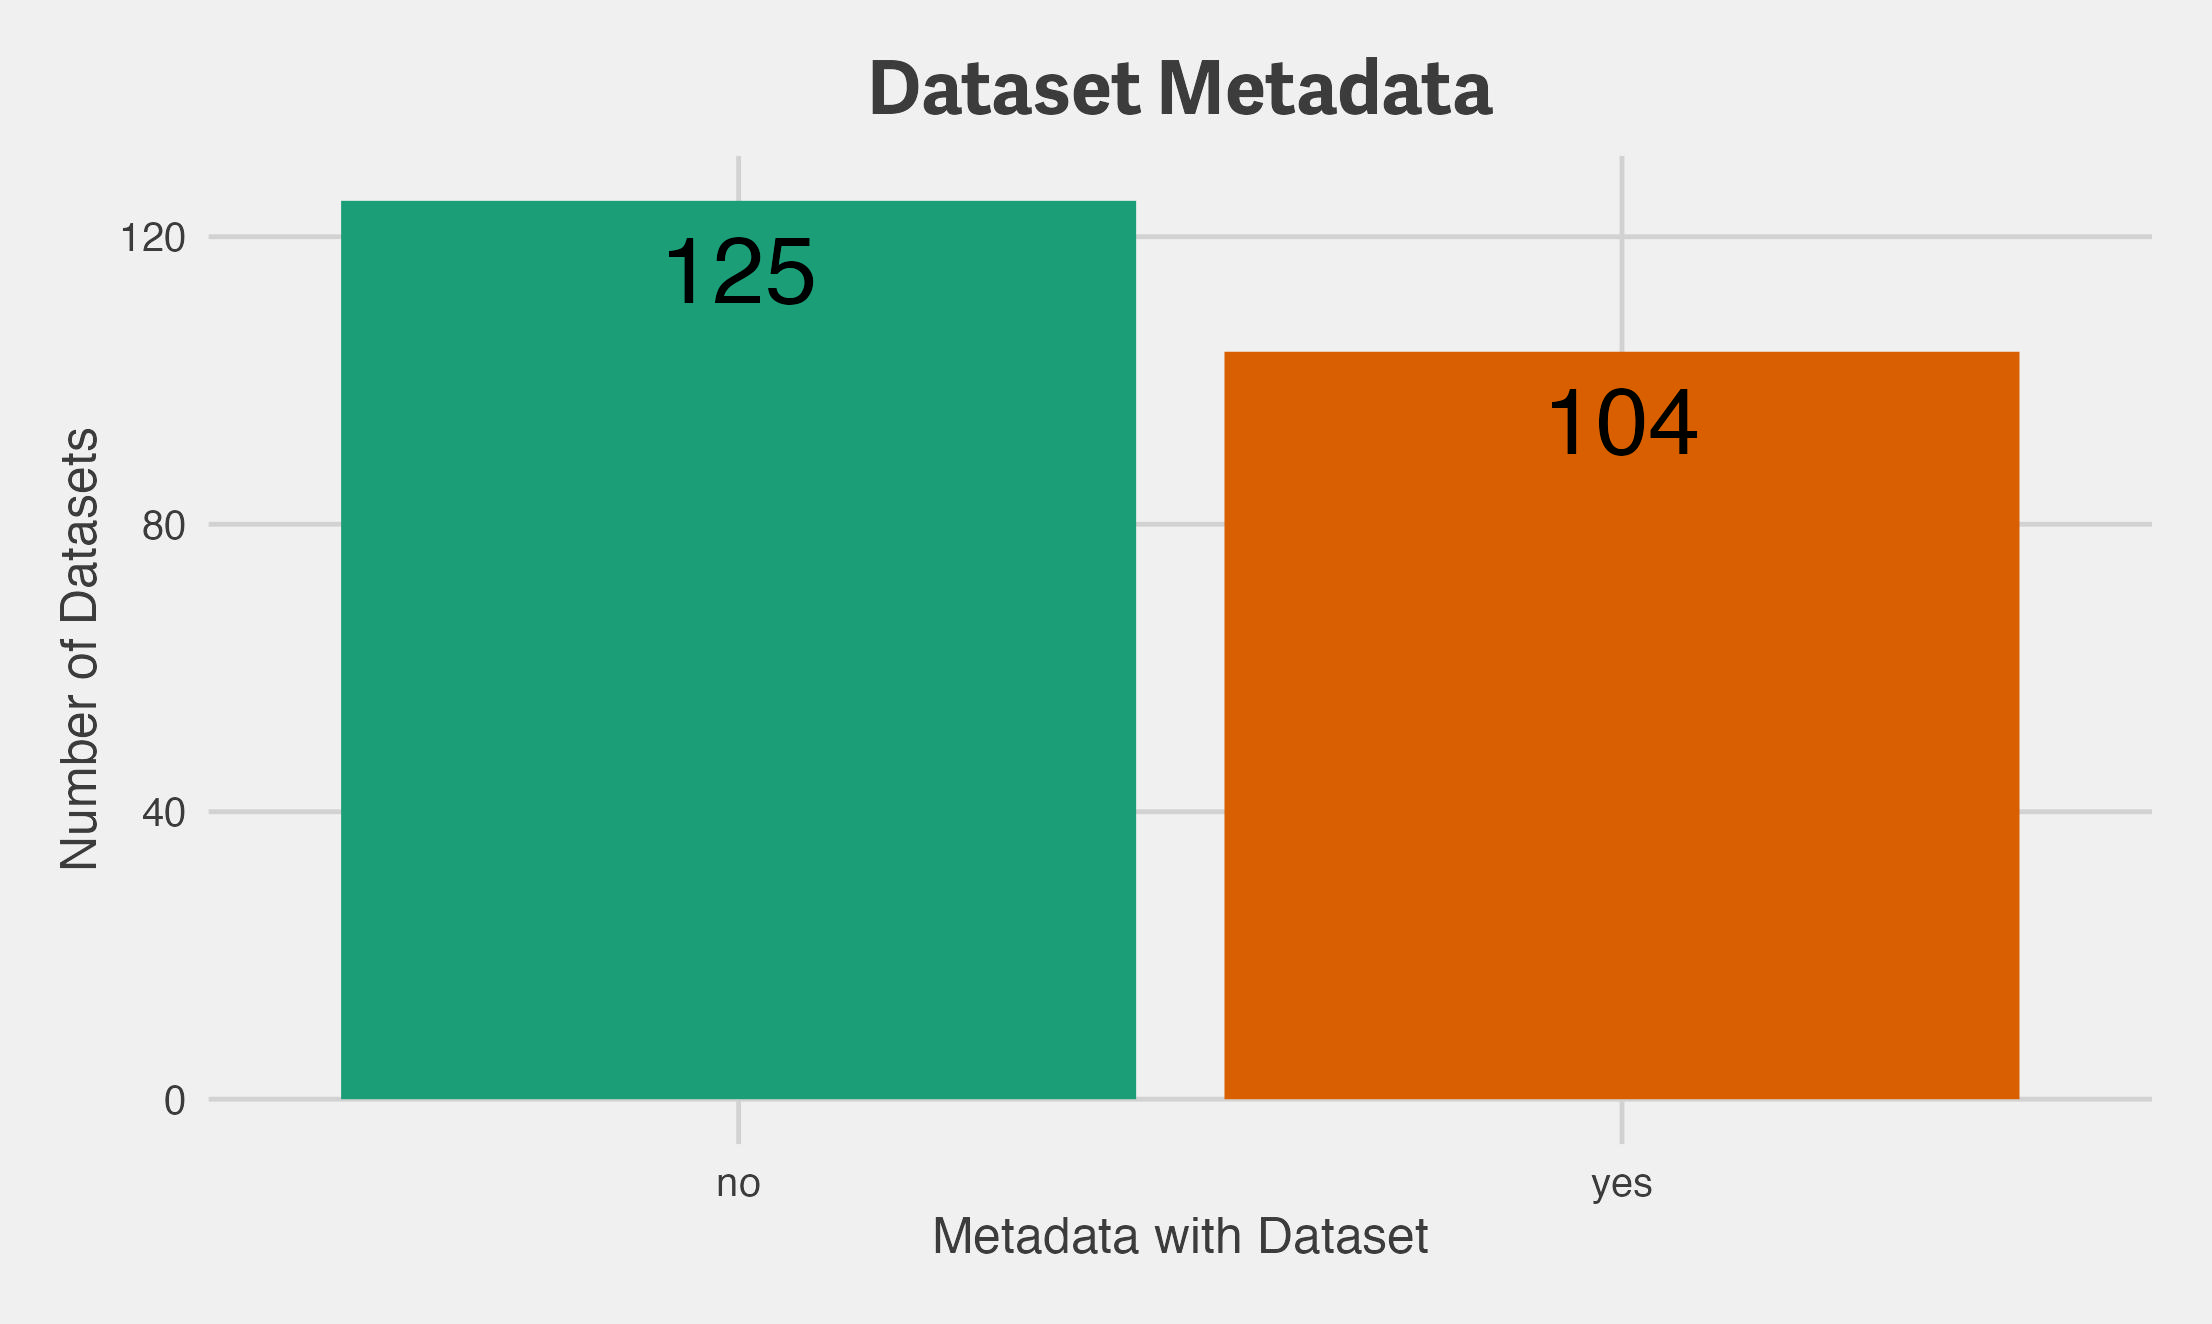 Dataset Metadata
120
80
40
0
Number of Datasets
125
104
no
yes
Metadata with Dataset